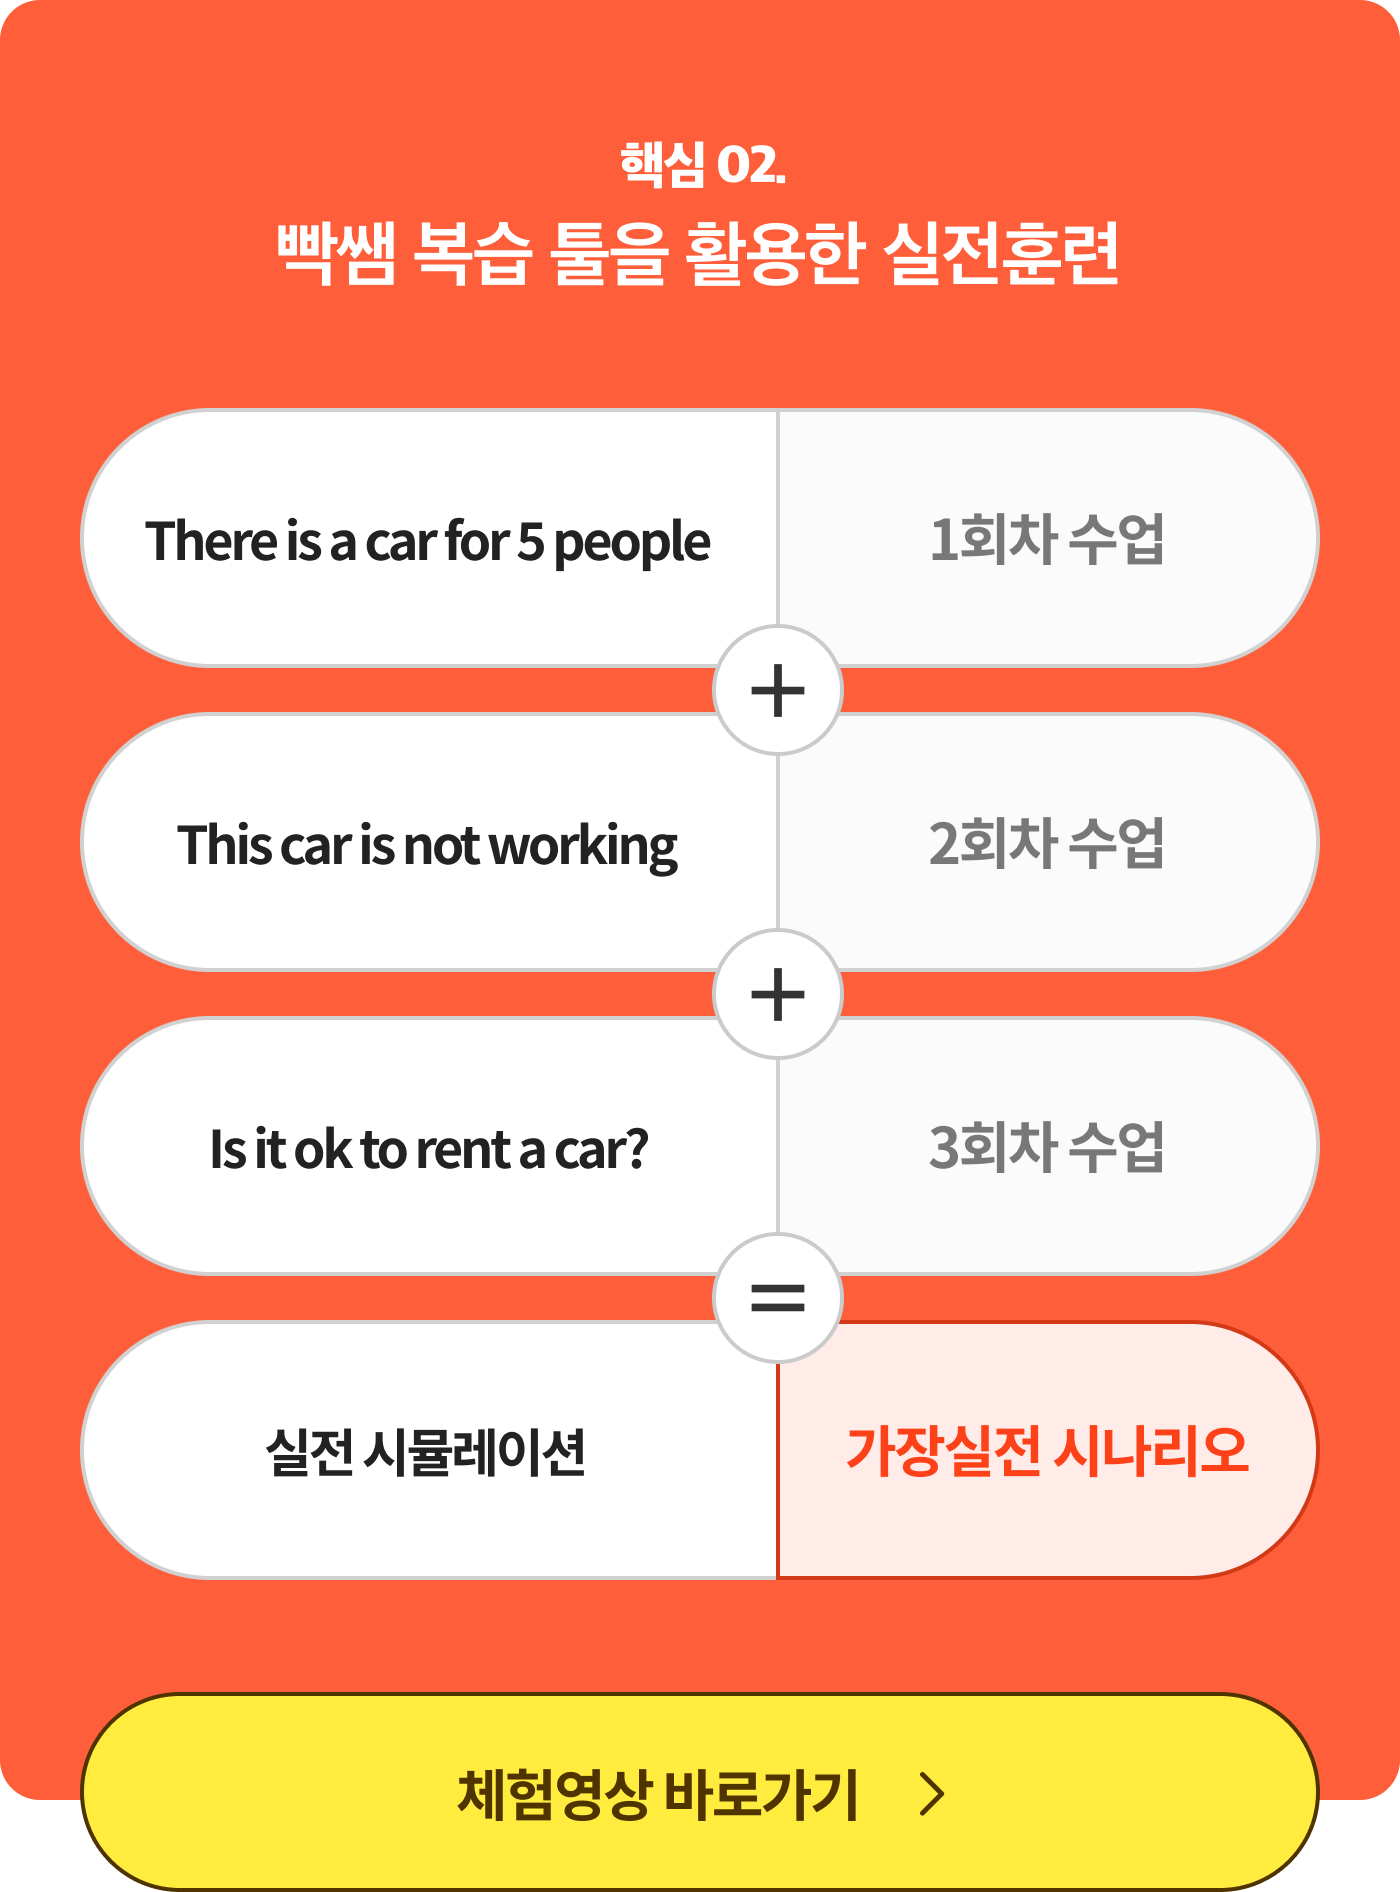 핵심 02.
빡쌤 복습 툴을 활용한 실전훈련
There is a car for 5 people
1회차 수업
+
This car is not working
2회차 수업
+
Is it ok to rent a car?
3회차 수업
=
실전 시뮬레이션
가장실전 시나리오
체험영상 바로가기 >